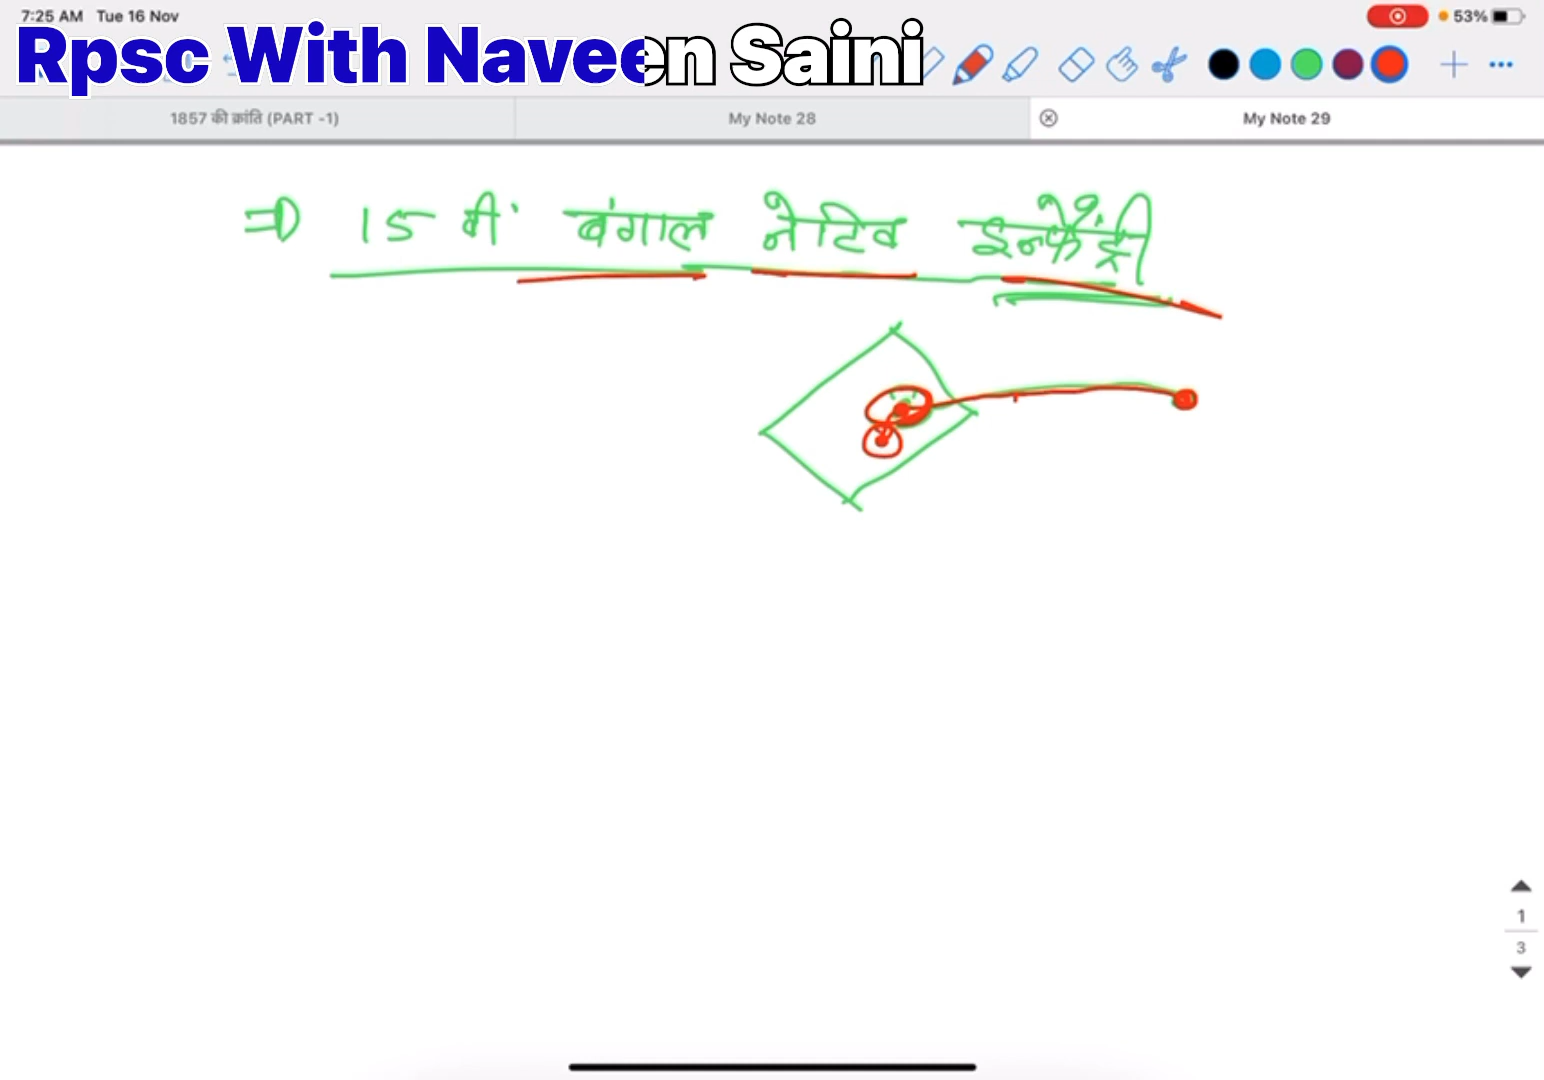 7:25 AM Tue 16 Nov
53%
Rpsc With Naveen Saini
1857 की क्रांति (PART -1)
My Note 28
My Note 29
⇒ 15 वीं बंगाल नेटिव इन्फेंट्री
1
3